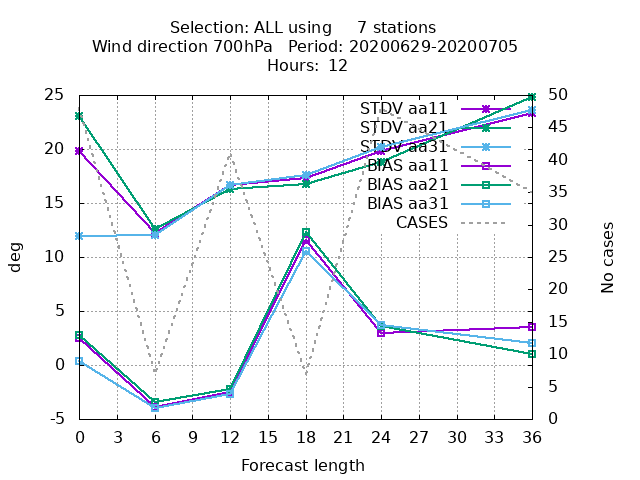 Selection: ALL using     7 stations
Wind direction 700hPa   Period: 20200629-20200705
Hours:  12
STDV aa11
STDV aa21
STDV aa31
BIAS aa11
BIAS aa21
BIAS aa31
CASES
25
20
15
10
5
0
-5
deg
50
45
40
35
30
25
20
15
10
5
0
No cases
0 3 6 9 12 15 18 21 24 27 30 33 36
Forecast length